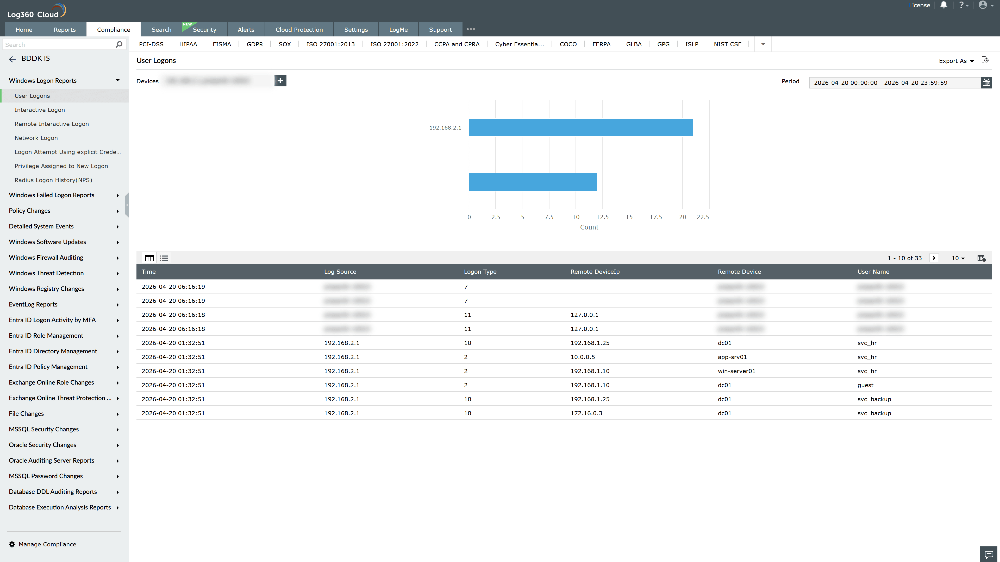 License
Log360 Cloud
Home Reports Compliance Search NEW Security Alerts Cloud Protection Settings LogMe Support
Search
PCI-DSS HIPAA FISMA GDPR SOX ISO 27001:2013 ISO 27001:2022 CCPA and CPRA Cyber Essentia... COCO FERPA GLBA GPG ISLP NIST CSF
BDDK IS
Windows Logon Reports
User Logons
Interactive Logon
Remote Interactive Logon
Network Logon
Logon Attempt Using explicit Crede...
Privilege Assigned to New Logon
Radius Logon History(NPS)
Windows Failed Logon Reports
Policy Changes
Detailed System Events
Windows Software Updates
Windows Firewall Auditing
Windows Threat Detection
Windows Registry Changes
EventLog Reports
Entra ID Logon Activity by MFA
Entra ID Role Management
Entra ID Directory Management
Entra ID Policy Management
Exchange Online Role Changes
Exchange Online Threat Protection ...
File Changes
MSSQL Security Changes
Oracle Security Changes
Oracle Auditing Server Reports
MSSQL Password Changes
Database DDL Auditing Reports
Database Execution Analysis Reports
Manage Compliance
User Logons
Export As
Devices
Period 2026-04-20 00:00:00 - 2026-04-20 23:59:59
192.168.2.1
0 2.5 5 7.5 10 12.5 15 17.5 20 22.5
Count
1 - 10 of 33 10
Time Log Source Logon Type Remote DeviceIp Remote Device User Name
2026-04-20 06:16:19 7 -
2026-04-20 06:16:19 7 -
2026-04-20 06:16:18 11 127.0.0.1
2026-04-20 06:16:18 11 127.0.0.1
2026-04-20 01:32:51 192.168.2.1 10 192.168.1.25 dc01 svc_hr
2026-04-20 01:32:51 192.168.2.1 2 10.0.0.5 app-srv01 svc_hr
2026-04-20 01:32:51 192.168.2.1 2 192.168.1.10 win-server01 svc_hr
2026-04-20 01:32:51 192.168.2.1 2 192.168.1.10 dc01 guest
2026-04-20 01:32:51 192.168.2.1 10 192.168.1.25 dc01 svc_backup
2026-04-20 01:32:51 192.168.2.1 10 172.16.0.3 dc01 svc_backup